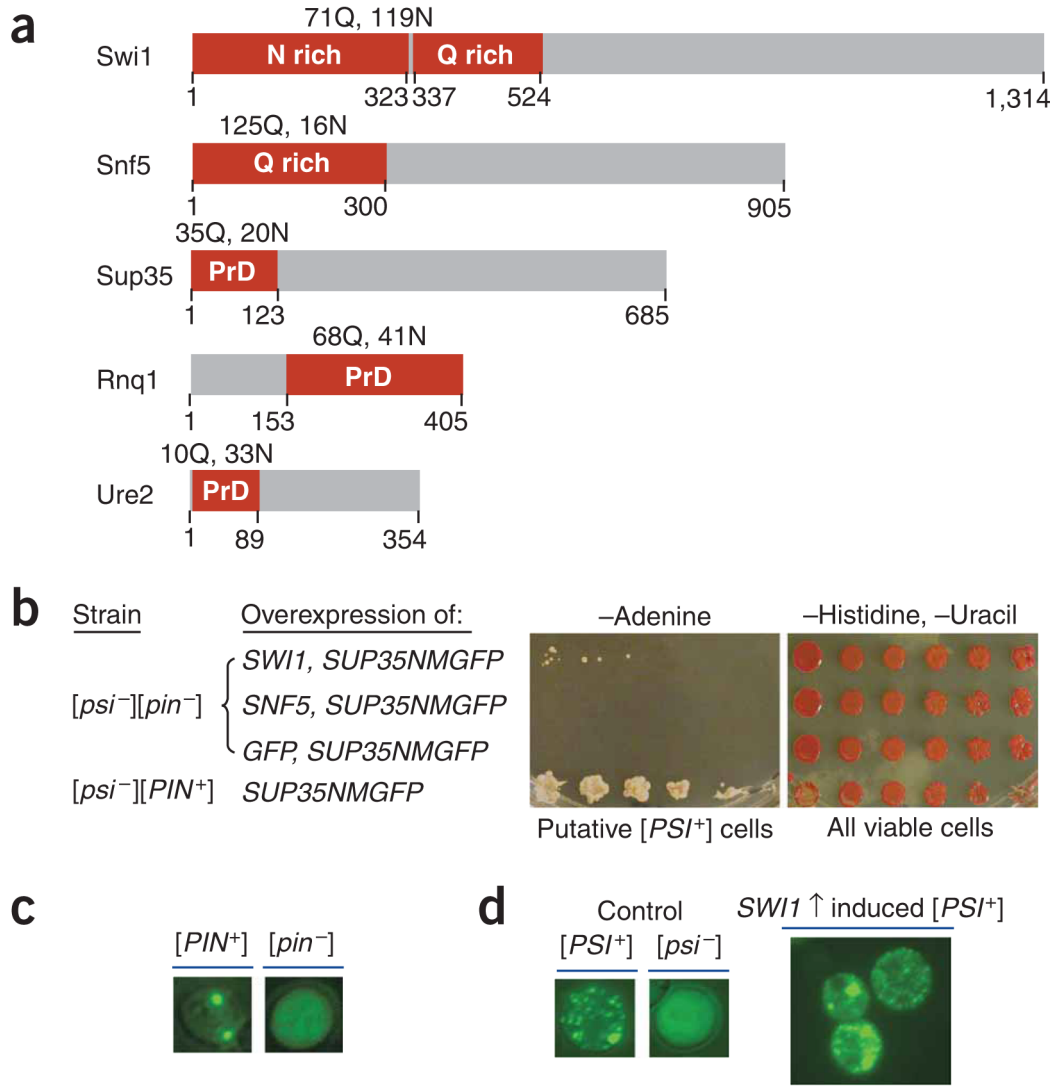 a
71Q, 119N
Swi1 N rich Q rich
1 323 337 524 1,314
125Q, 16N
Snf5 Q rich
1 300 905
35Q, 20N
Sup35 PrD
1 123 685
68Q, 41N
Rnq1 PrD
1 153 405
10Q, 33N
Ure2 PrD
1 89 354
b
Strain Overexpression of: –Adenine –Histidine, –Uracil
SWI1, SUP35NMGFP
[psi⁻][pin⁻] SNF5, SUP35NMGFP
GFP, SUP35NMGFP
[psi⁻][PIN⁺] SUP35NMGFP
Putative [PSI⁺] cells All viable cells
c
[PIN⁺] [pin⁻]
d
Control SWI1 ↑ induced [PSI⁺]
[PSI⁺] [psi⁻]